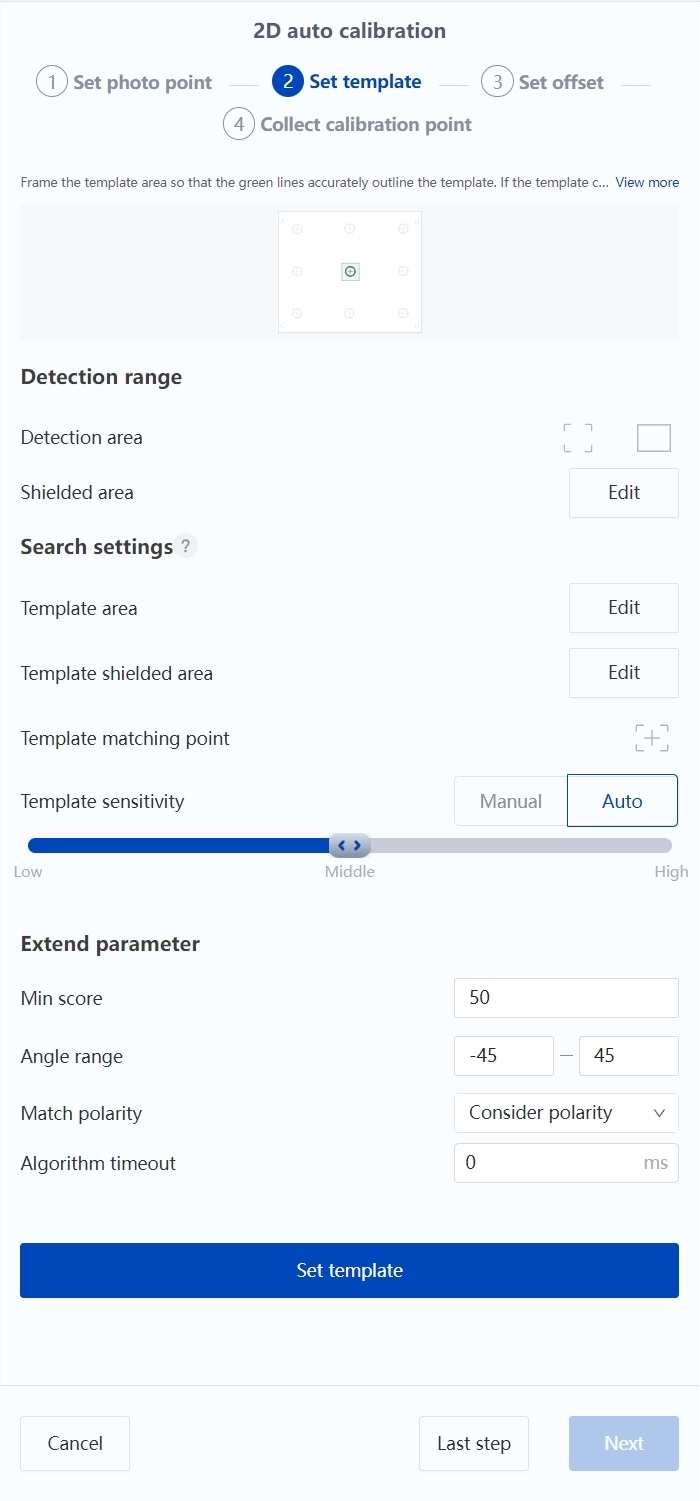 2D auto calibration
1 Set photo point
2 Set template
3 Set offset
4 Collect calibration point
Frame the template area so that the green lines accurately outline the template. If the template c... View more
Detection range
Detection area
Shielded area Edit
Search settings ?
Template area Edit
Template shielded area Edit
Template matching point
Template sensitivity Manual Auto
Low Middle High
Extend parameter
Min score 50
Angle range -45 — 45
Match polarity Consider polarity
Algorithm timeout 0 ms
Set template
Cancel Last step Next